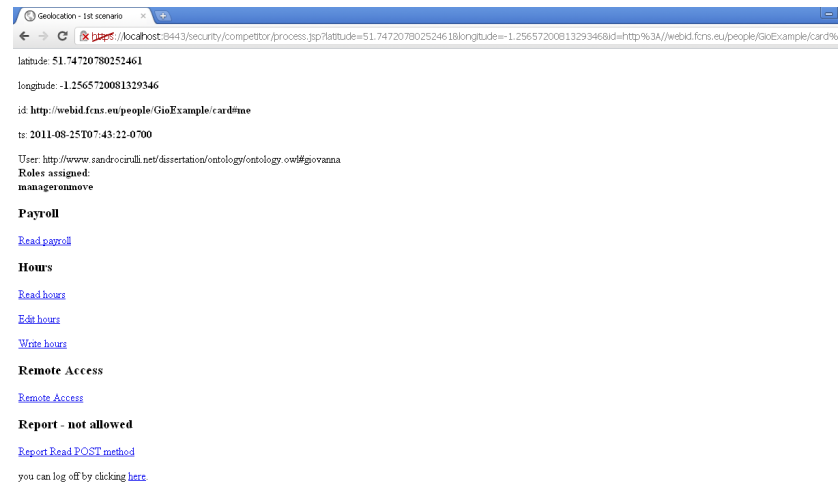 Geolocation - 1st scenario
https://localhost:8443/security/competitor/process.jsp?latitude=51.74720780252461&longitude=-1.2565720081329346&id=http%3A//webid.fcns.eu/people/GioExample/card%
latitude: 51.74720780252461
longitude: -1.2565720081329346
id: http://webid.fcns.eu/people/GioExample/card#me
ts: 2011-08-25T07:43:22-0700
User: http://www.sandrocirulli.net/dissertation/ontology/ontology.owl#giovanna
Roles assigned:
manageronmove
Payroll
Read payroll
Hours
Read hours
Edit hours
Write hours
Remote Access
Remote Access
Report - not allowed
Report Read POST method
you can log off by clicking here.